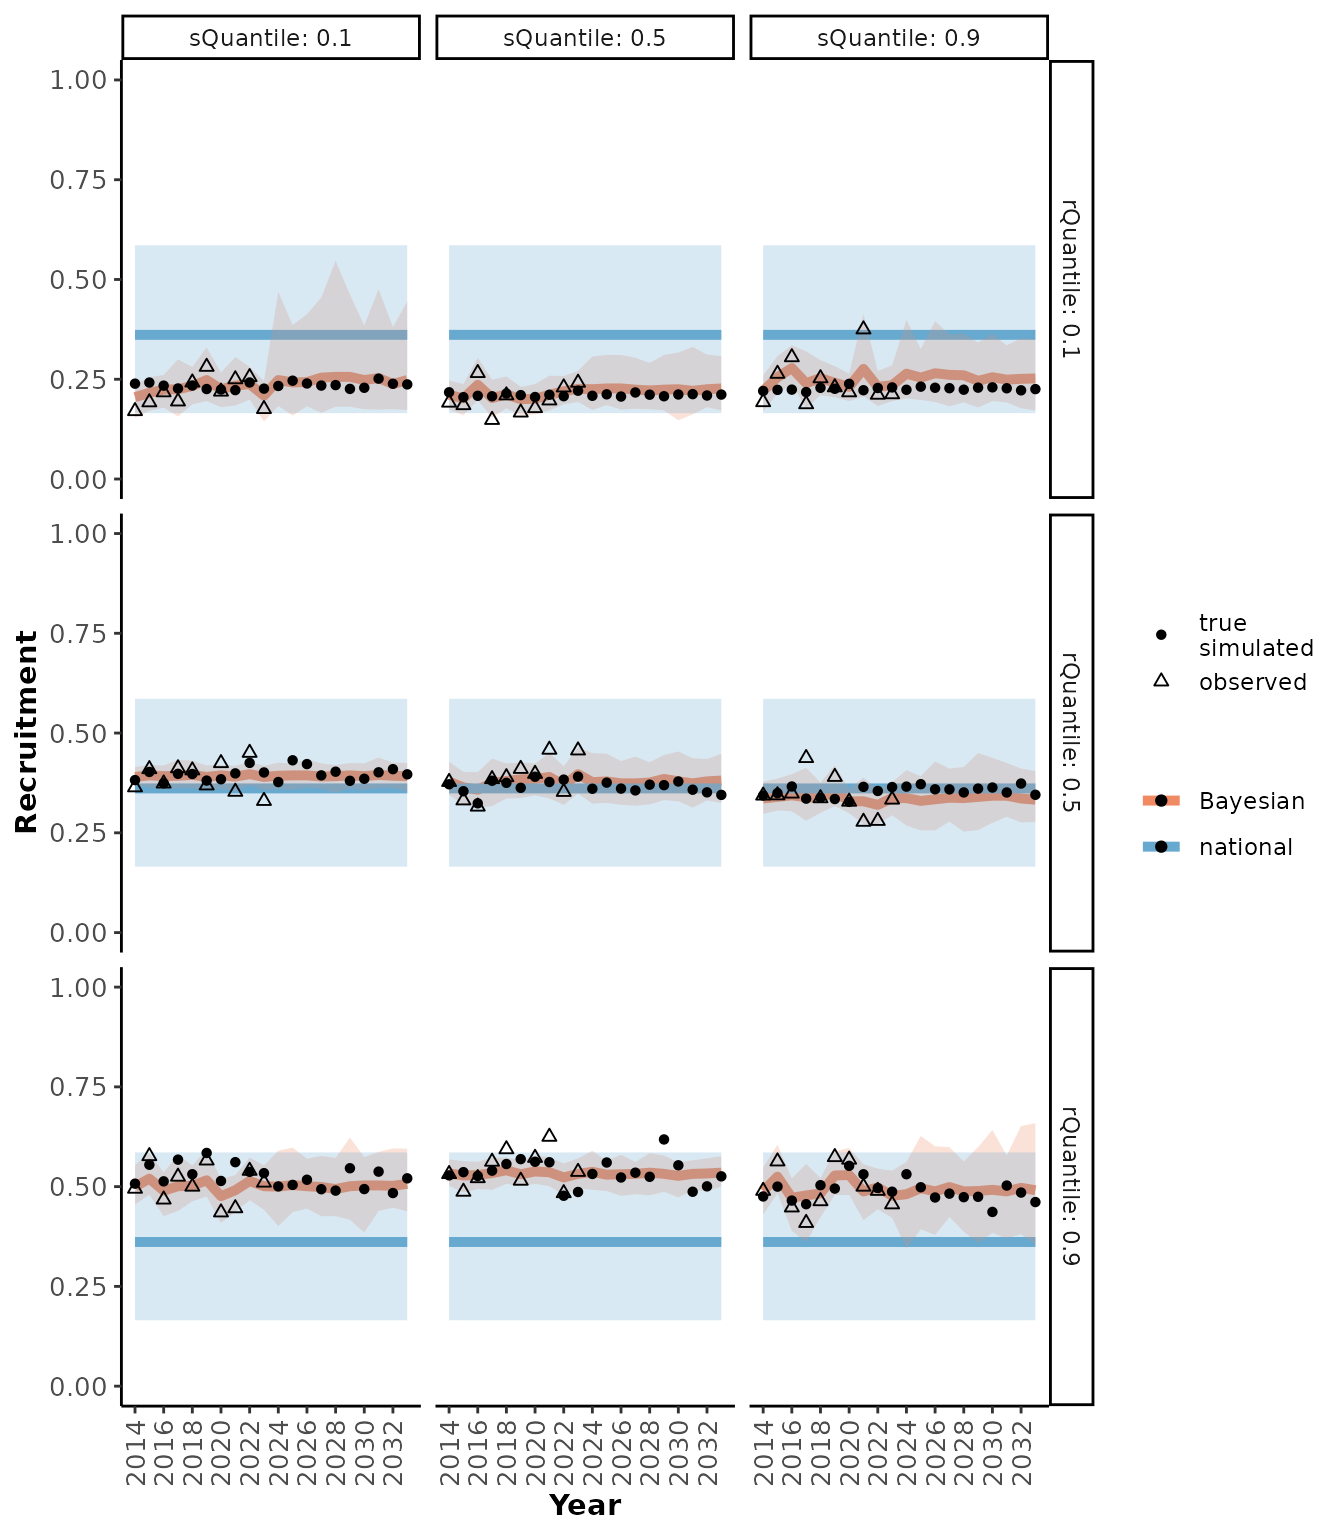 sQuantile: 0.1
sQuantile: 0.5
sQuantile: 0.9
1.00
0.75
0.50
0.25
0.00
rQuantile: 0.1
1.00
0.75
0.50
0.25
0.00
rQuantile: 0.5
1.00
0.75
0.50
0.25
0.00
rQuantile: 0.9
Recruitment
2014 2016 2018 2020 2022 2024 2026 2028 2030 2032
2014 2016 2018 2020 2022 2024 2026 2028 2030 2032
2014 2016 2018 2020 2022 2024 2026 2028 2030 2032
Year
true
simulated
observed
Bayesian
national